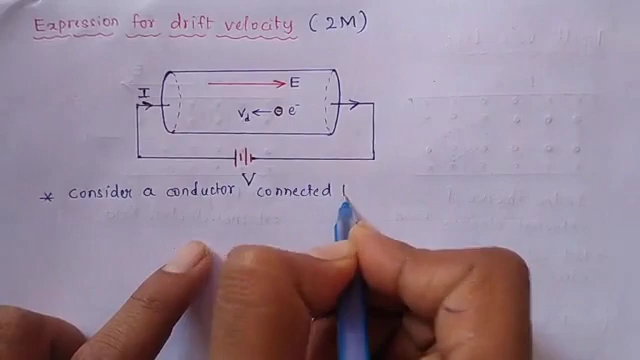 Expression for drift velocity (2M)
I
E
Vd ← ⊖ e⁻
V
* Consider a conductor connected